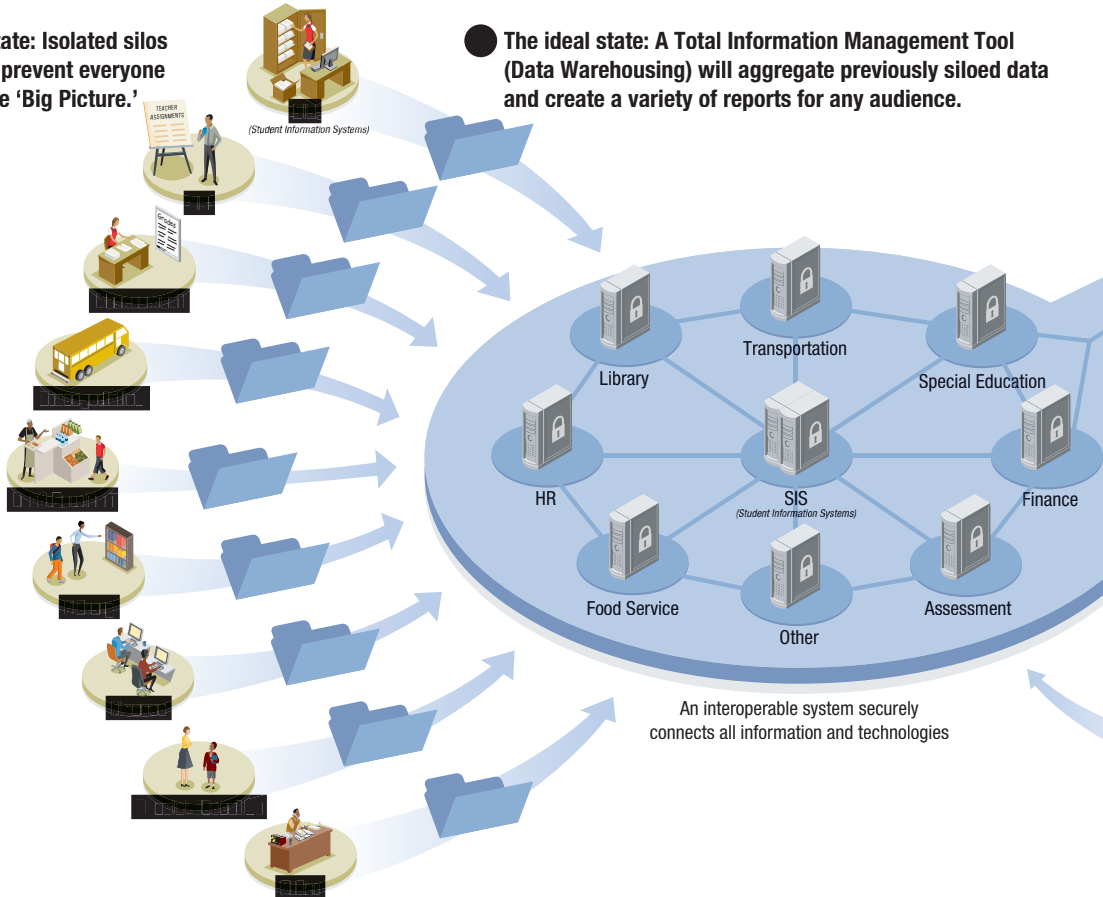 tate: Isolated silos
prevent everyone
e ‘Big Picture.’
The ideal state: A Total Information Management Tool
(Data Warehousing) will aggregate previously siloed data
and create a variety of reports for any audience.
(Student Information Systems)
TEACHER
ASSIGNMENTS
Grades
Library
Transportation
Special Education
HR
SIS
(Student Information Systems)
Finance
Food Service
Other
Assessment
An interoperable system securely
connects all information and technologies